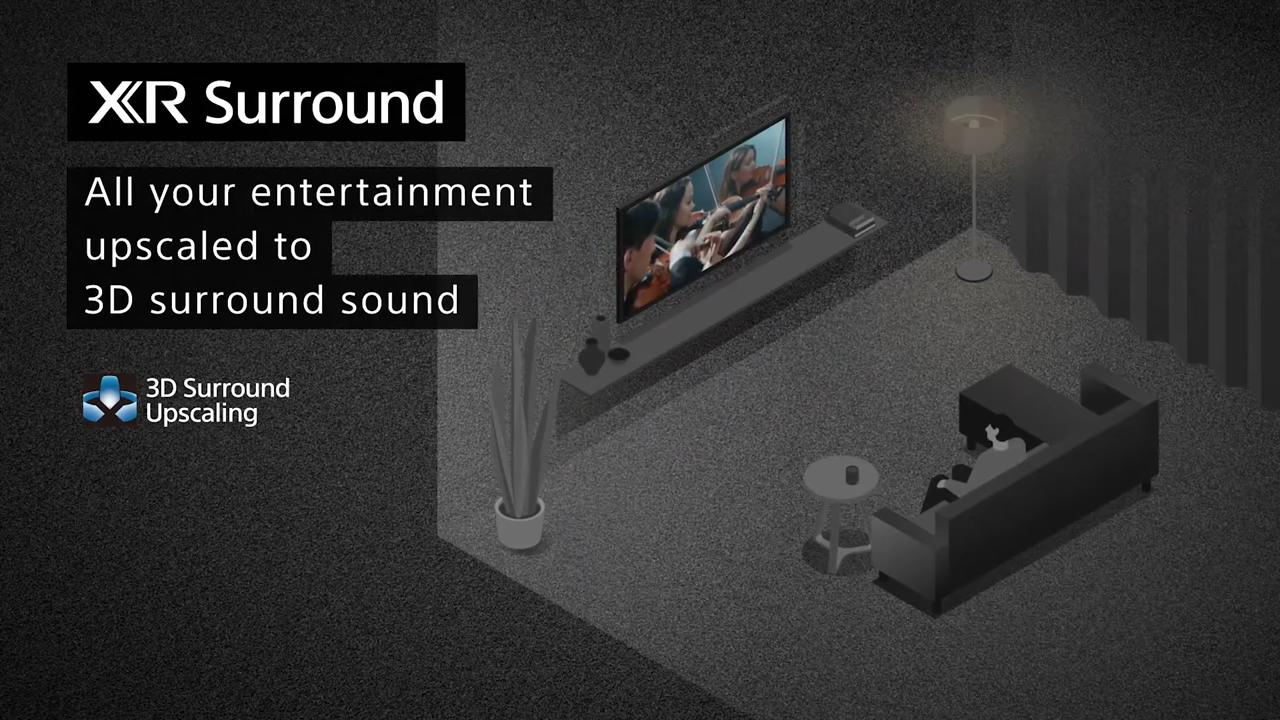 XR Surround
All your entertainment
upscaled to
3D surround sound
3D Surround
Upscaling